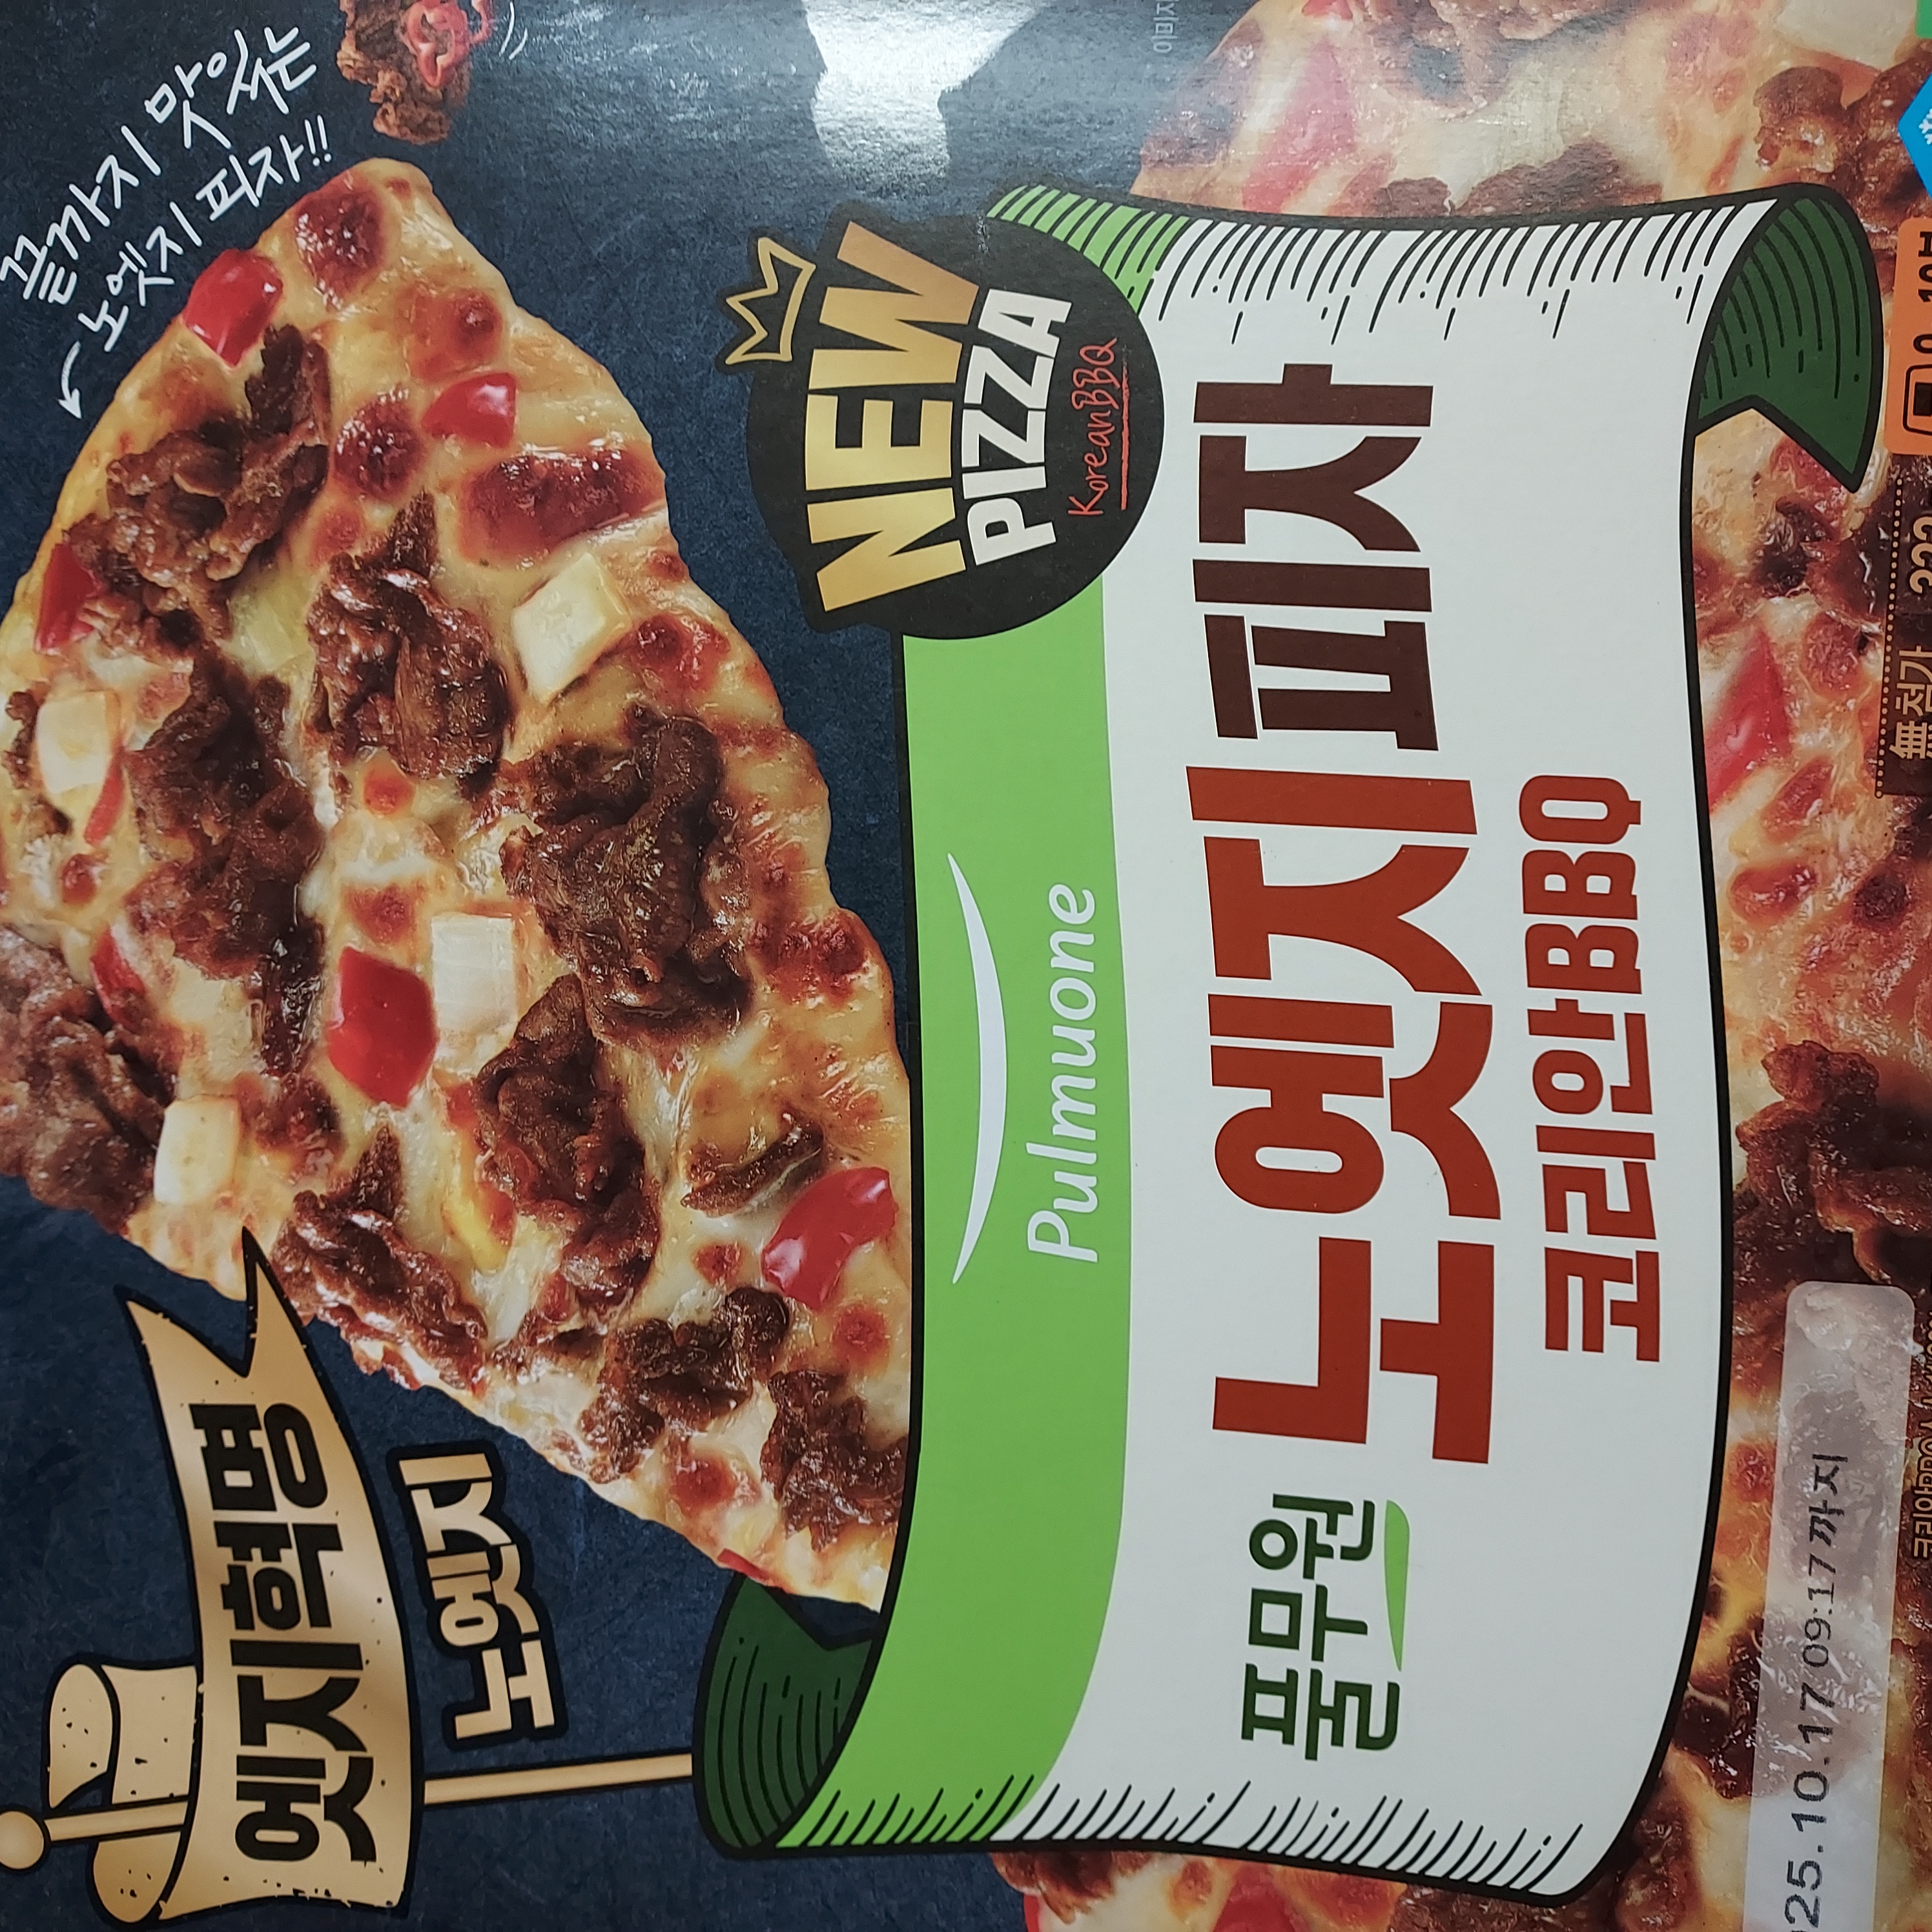 끝까지 맛있는
노엣지 피자!!
엣지혁명
노엣지
NEW
PIZZA
KoreanBBQ
Pulmuone
풀무원
노엣지피자
코리안BBQ
무첨가
25.10.17 09:17까지